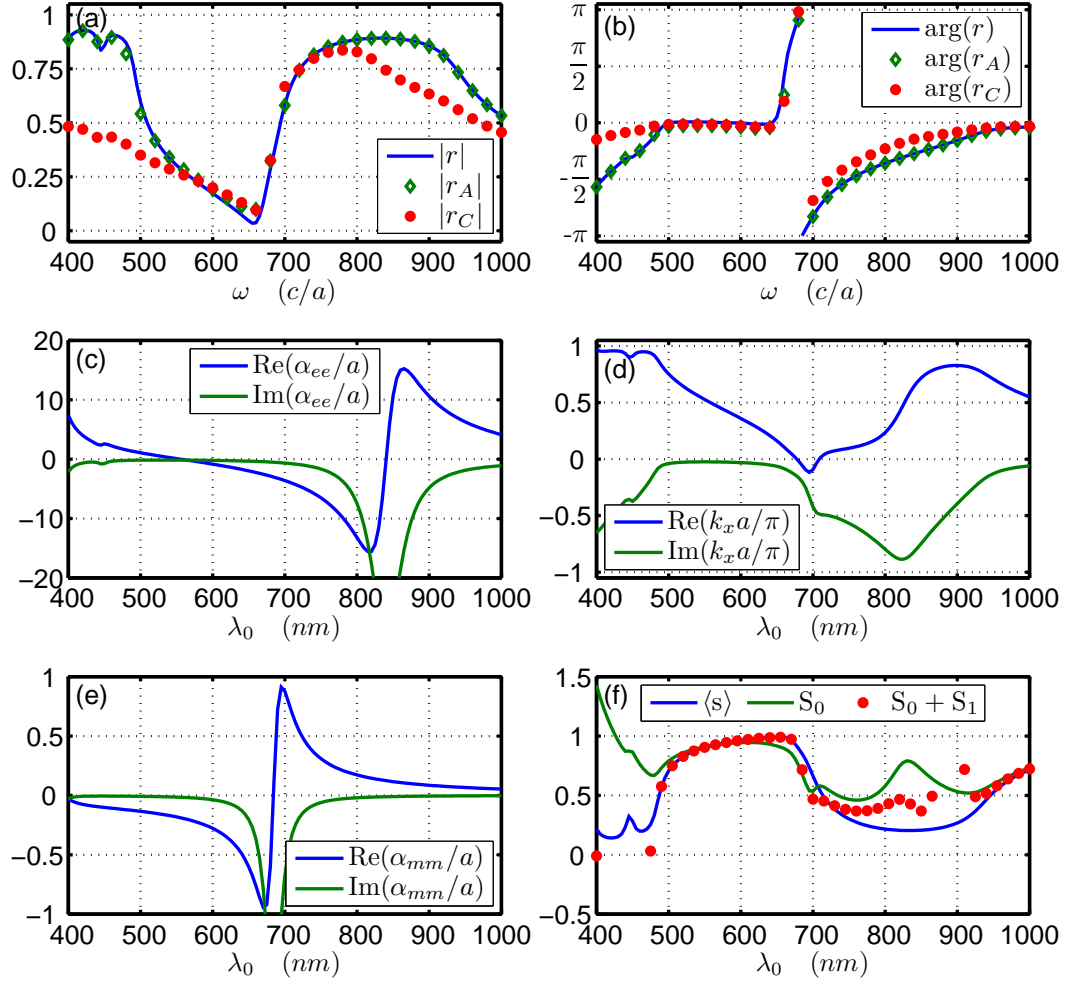 (a)
1
0.75
0.5
0.25
0
|r|
|r_A|
|r_C|
400 500 600 700 800 900 1000
ω (c/a)
(b)
π
π/2
0
-π/2
-π
arg(r)
arg(r_A)
arg(r_C)
400 500 600 700 800 900 1000
ω (c/a)
(c)
20
10
0
−10
−20
Re(α_ee/a)
Im(α_ee/a)
400 500 600 700 800 900 1000
λ_0 (nm)
(d)
1
0.5
0
−0.5
−1
Re(k_x a/π)
Im(k_x a/π)
400 500 600 700 800 900 1000
λ_0 (nm)
(e)
1
0.5
0
−0.5
−1
Re(α_mm/a)
Im(α_mm/a)
400 500 600 700 800 900 1000
λ_0 (nm)
(f)
1.5
1
0.5
0
−0.5
⟨s⟩ S_0 S_0 + S_1
400 500 600 700 800 900 1000
λ_0 (nm)